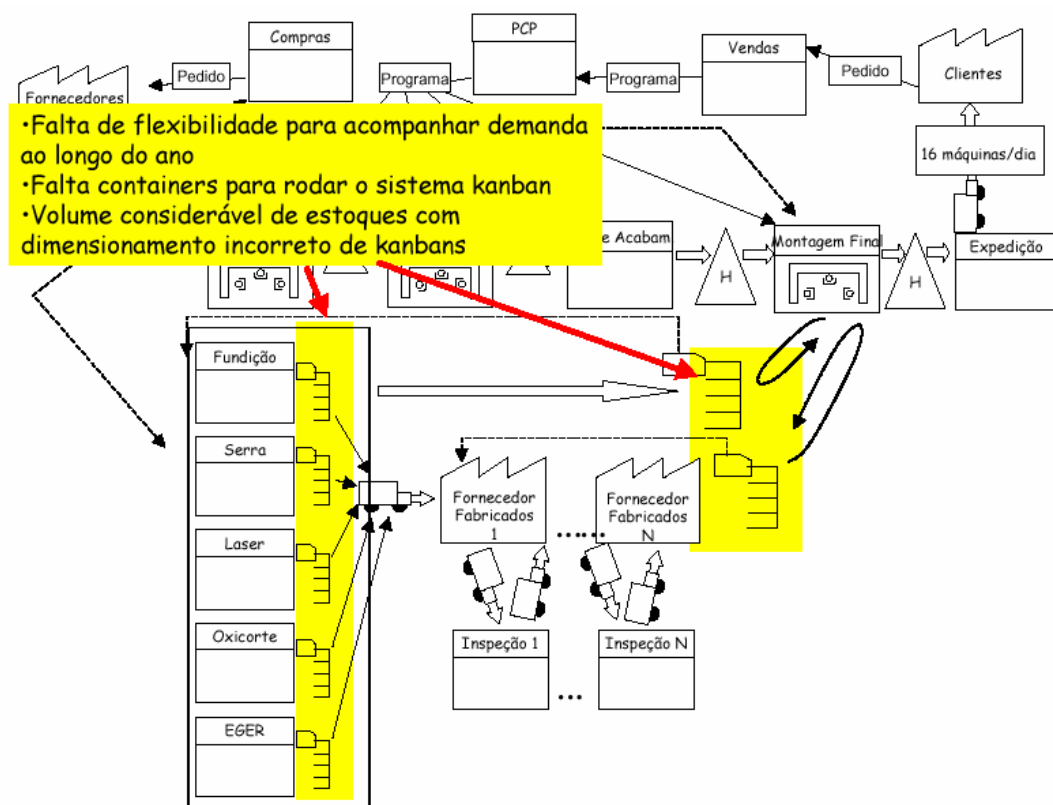 Compras
PCP
Vendas
Clientes
Pedido
Programa
Programa
Pedido
Fornecedores
•Falta de flexibilidade para acompanhar demanda
ao longo do ano
•Falta containers para rodar o sistema kanban
•Volume considerável de estoques com
dimensionamento incorreto de kanbans
16 máquinas/dia
e Acabam
H
Montagem Final
H
Expedição
Fundição
Serra
Laser
Oxicorte
EGER
Fornecedor
Fabricados
1
......
Fornecedor
Fabricados
N
Inspeção 1
...
Inspeção N